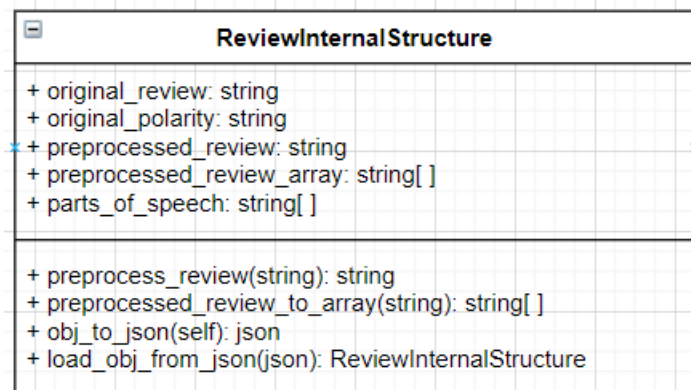 ReviewInternalStructure
+ original_review: string
+ original_polarity: string
+ preprocessed_review: string
+ preprocessed_review_array: string[ ]
+ parts_of_speech: string[ ]
+ preprocess_review(string): string
+ preprocessed_review_to_array(string): string[ ]
+ obj_to_json(self): json
+ load_obj_from_json(json): ReviewInternalStructure